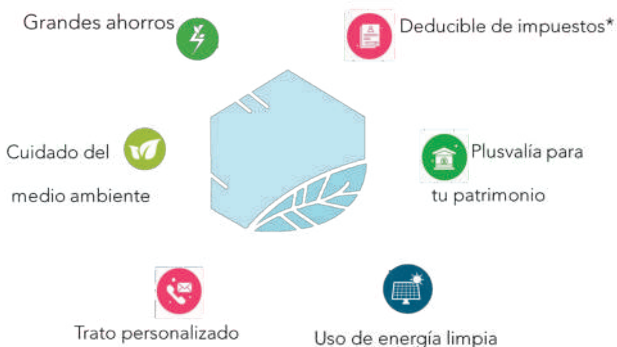 Grandes ahorros
Deducible de impuestos*
Cuidado del
medio ambiente
Plusvalía para
tu patrimonio
Trato personalizado
Uso de energía limpia